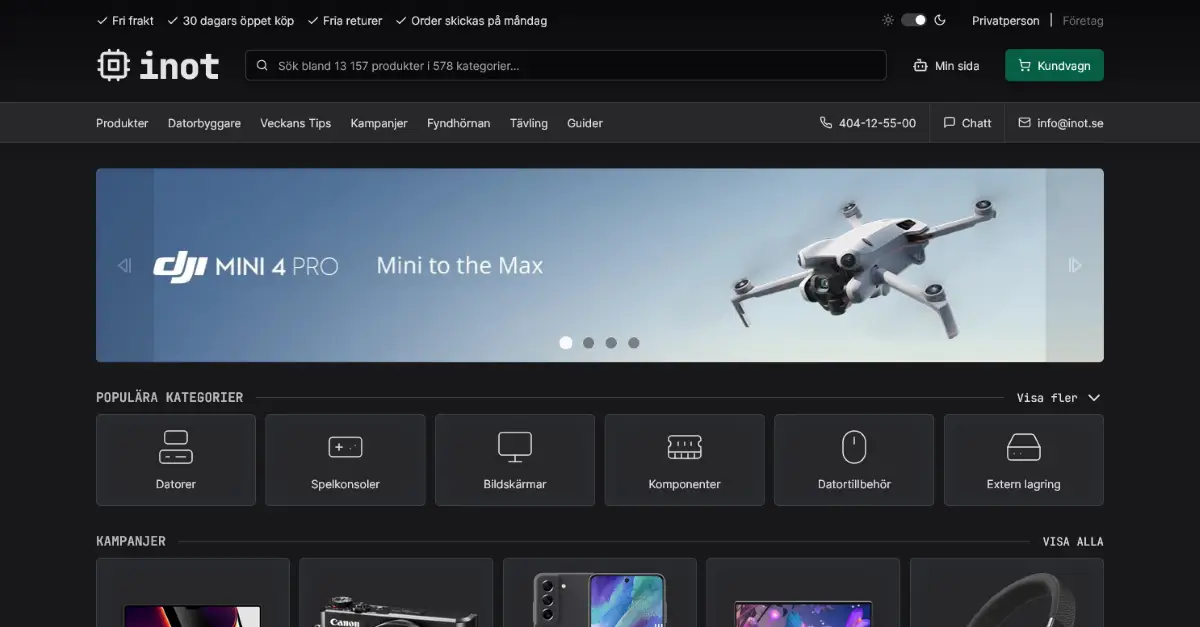 Fri frakt
30 dagars öppet köp
Fria returer
Order skickas på måndag
Privatperson
Företag
inot
Sök bland 13 157 produkter i 578 kategorier...
Min sida
Kundvagn
Produkter
Datorbyggare
Veckans Tips
Kampanjer
Fyndhörnan
Tävling
Guider
404-12-55-00
Chatt
info@inot.se
dji MINI 4 PRO
Mini to the Max
POPULÄRA KATEGORIER
Visa fler
Datorer
Spelkonsoler
Bildskärmar
Komponenter
Datortillbehör
Extern lagring
KAMPANJER
VISA ALLA
Canon